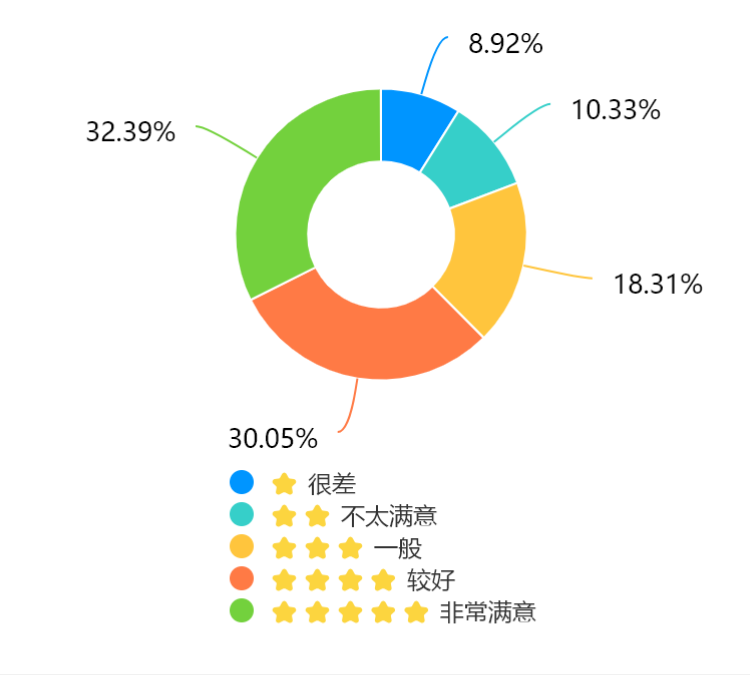 8.92%
10.33%
32.39%
18.31%
30.05%
很差
不太满意
一般
较好
非常满意